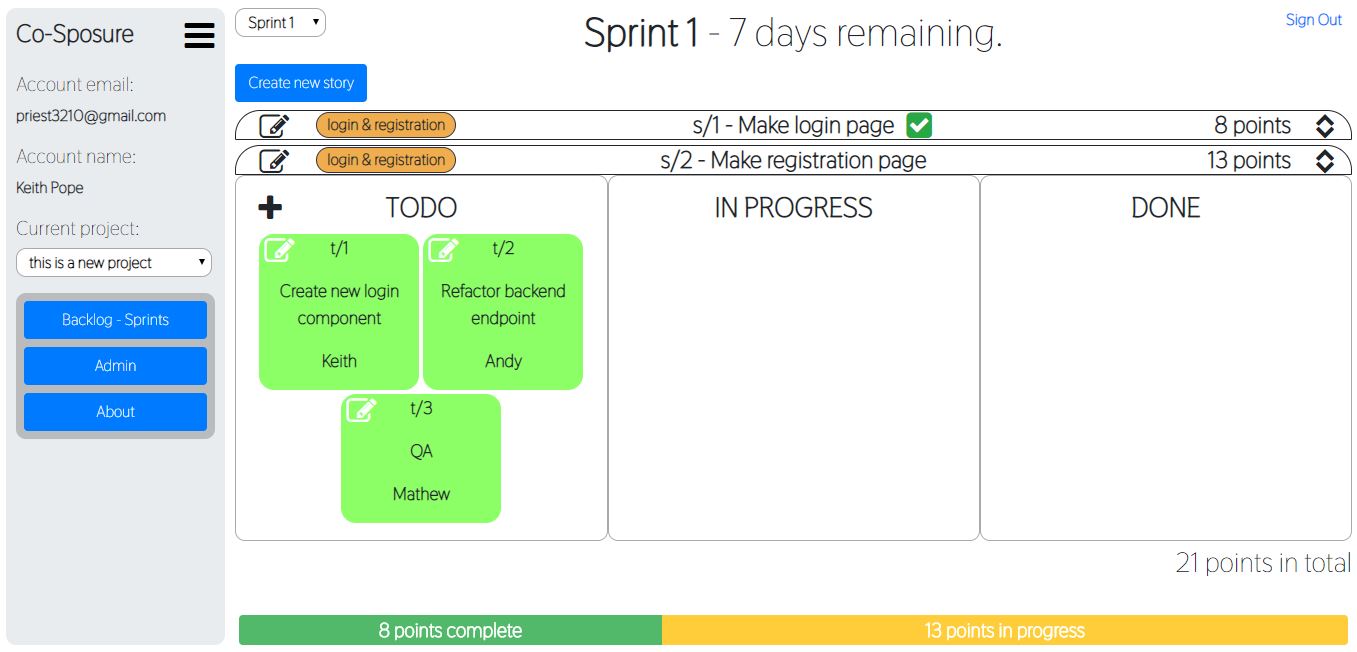 Co-Sposure
Account email:
priest3210@gmail.com
Account name:
Keith Pope
Current project:
this is a new project
Backlog - Sprints
Admin
About
Sprint 1
Sprint 1 - 7 days remaining.
Sign Out
Create new story
login & registration s/1 - Make login page 8 points
login & registration s/2 - Make registration page 13 points
TODO
t/1
Create new login
component
Keith
t/2
Refactor backend
endpoint
Andy
t/3
QA
Mathew
IN PROGRESS
DONE
21 points in total
8 points complete
13 points in progress